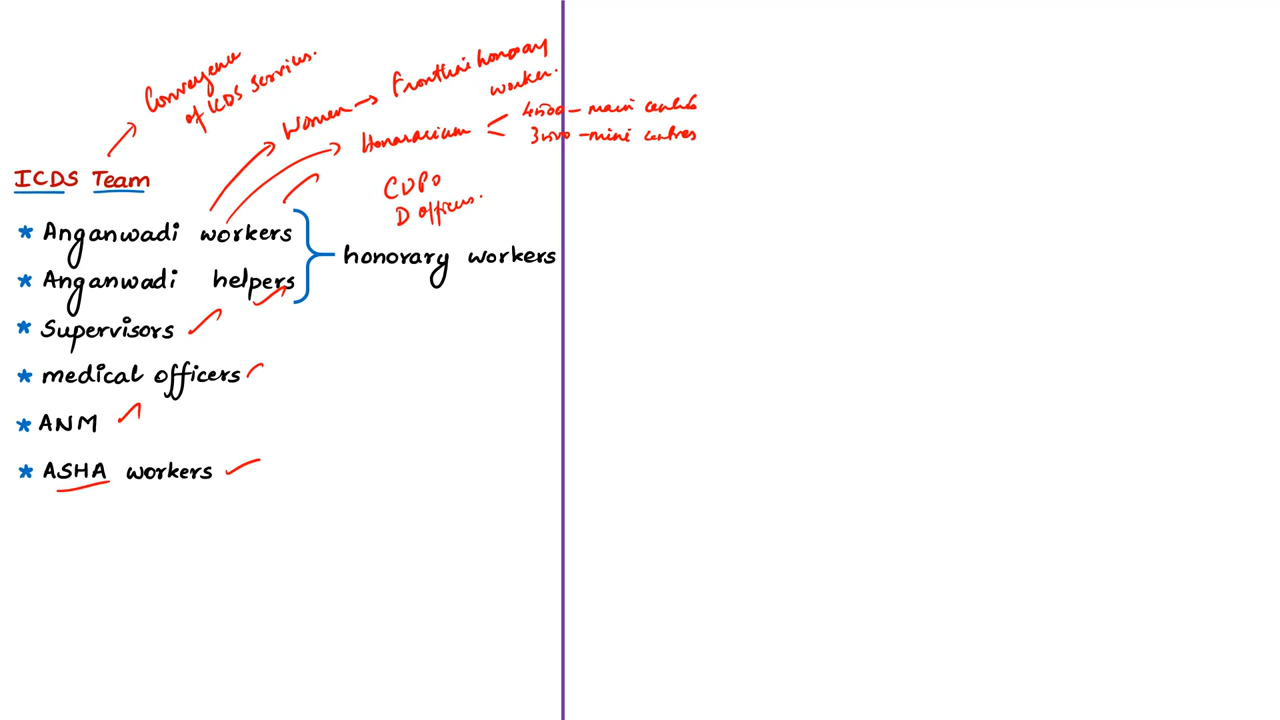 Convergence
of ICDS services.
Women → Frontline honorary
worker.
Honorarium
4500 – main centres
3500 – mini centres
ICDS Team
CDPO
D officers.
* Anganwadi workers
* Anganwadi helpers
honorary workers
* Supervisors
* medical officers
* ANM
* ASHA workers